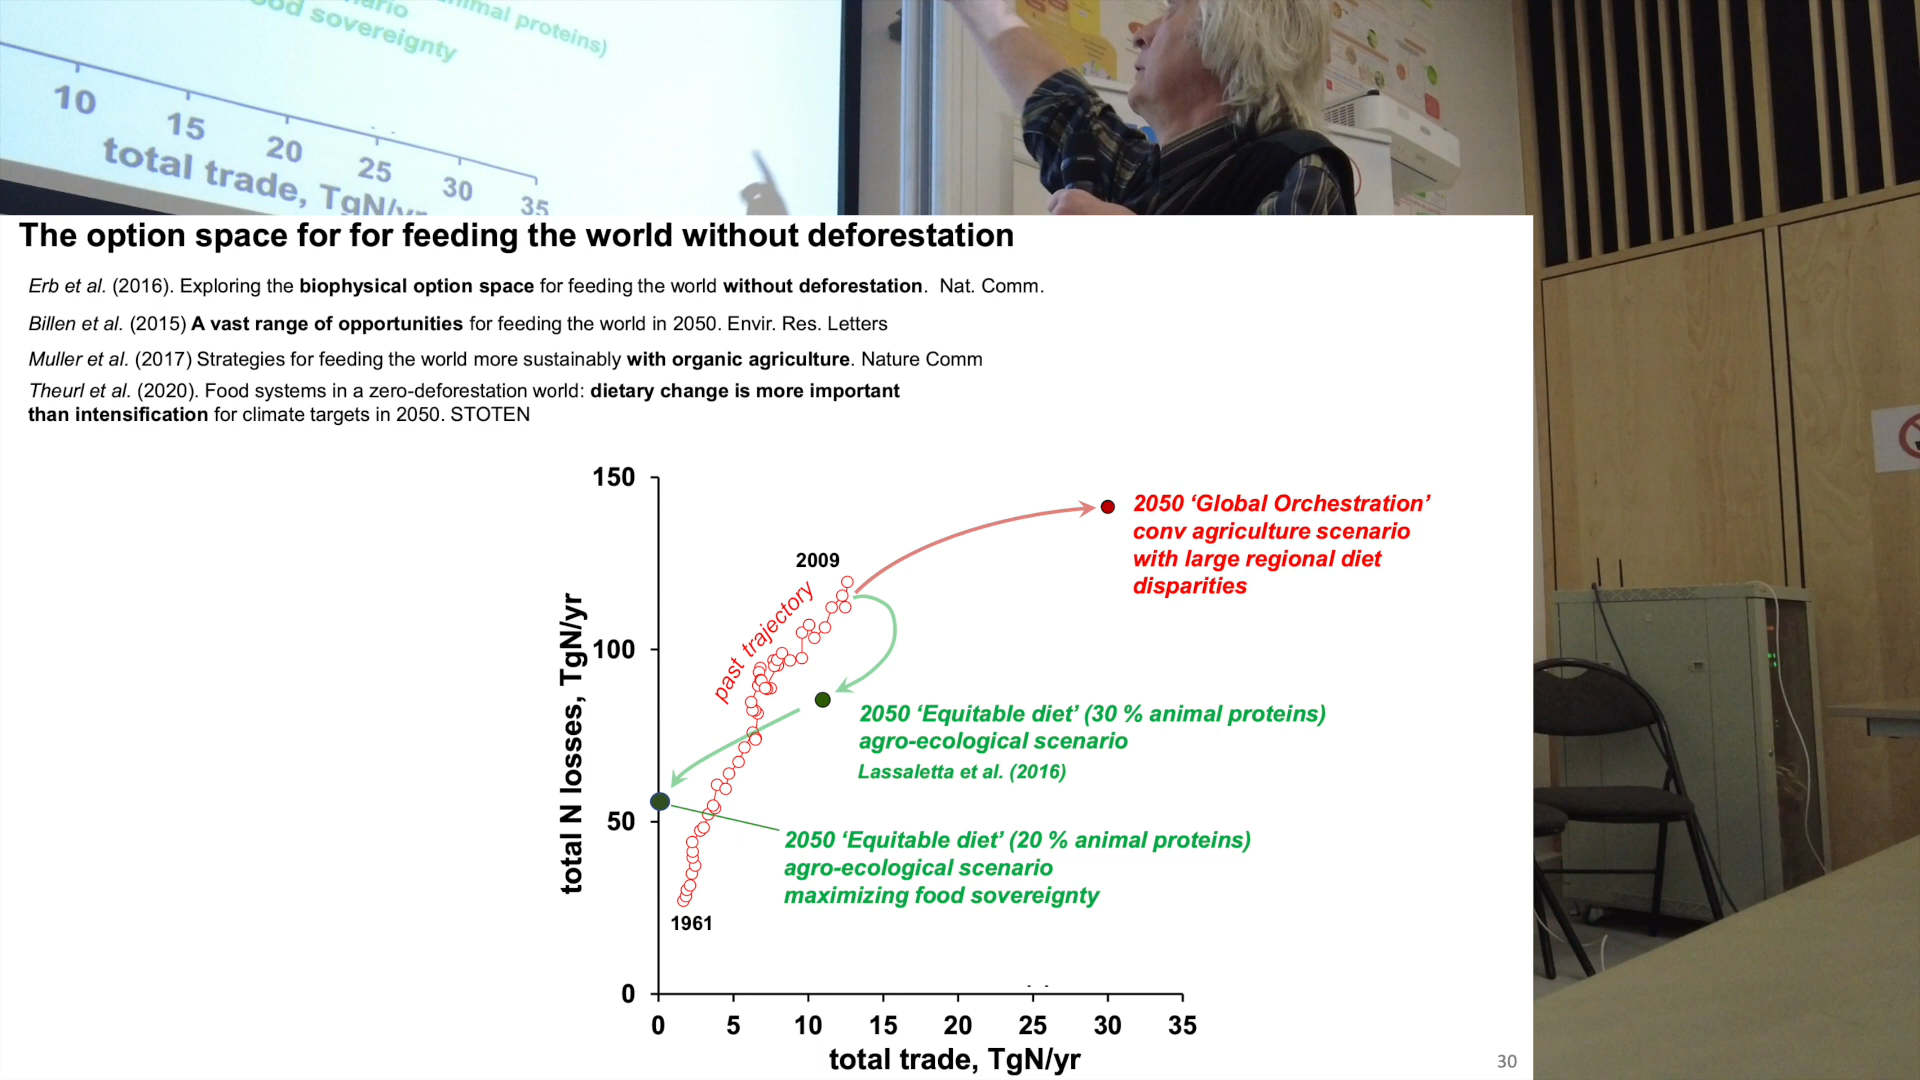 nario
nimal proteins)
ood sovereignty
10
15
20
25
30
35
total trade, TgN/yr
The option space for for feeding the world without deforestation
Erb et al. (2016). Exploring the biophysical option space for feeding the world without deforestation.  Nat. Comm.
Billen et al. (2015) A vast range of opportunities for feeding the world in 2050. Envir. Res. Letters
Muller et al. (2017) Strategies for feeding the world more sustainably with organic agriculture. Nature Comm
Theurl et al. (2020). Food systems in a zero-deforestation world: dietary change is more important
than intensification for climate targets in 2050. STOTEN
150
100
50
0
total N losses, TgN/yr
2009
past trajectory
1961
2050 ‘Global Orchestration’
conv agriculture scenario
with large regional diet
disparities
2050 ‘Equitable diet’ (30 % animal proteins)
agro-ecological scenario
Lassaletta et al. (2016)
2050 ‘Equitable diet’ (20 % animal proteins)
agro-ecological scenario
maximizing food sovereignty
0
5
10
15
20
25
30
35
total trade, TgN/yr
30